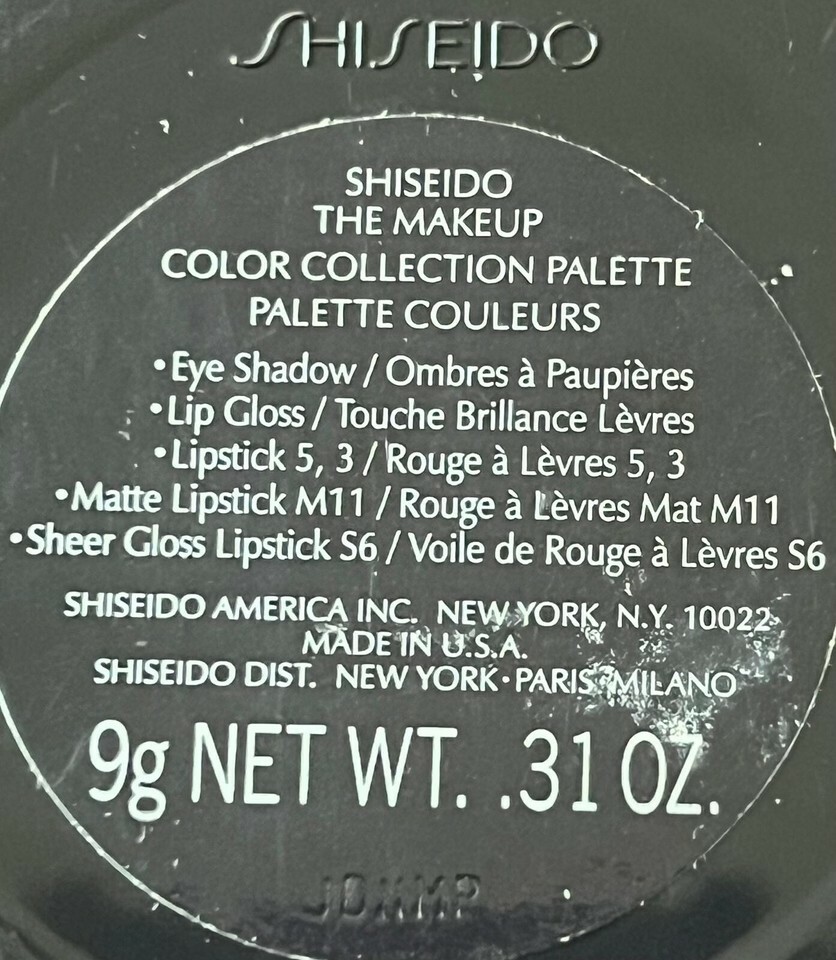 SHISEIDO
SHISEIDO
THE MAKEUP
COLOR COLLECTION PALETTE
PALETTE COULEURS
•Eye Shadow / Ombres à Paupières
•Lip Gloss / Touche Brillance Lèvres
•Lipstick 5, 3 / Rouge à Lèvres 5, 3
•Matte Lipstick M11 / Rouge à Lèvres Mat M11
•Sheer Gloss Lipstick S6 / Voile de Rouge à Lèvres S6
SHISEIDO AMERICA INC. NEW YORK, N.Y. 10022
MADE IN U.S.A.
SHISEIDO DIST. NEW YORK·PARIS·MILANO
9g NET WT. .31 OZ.